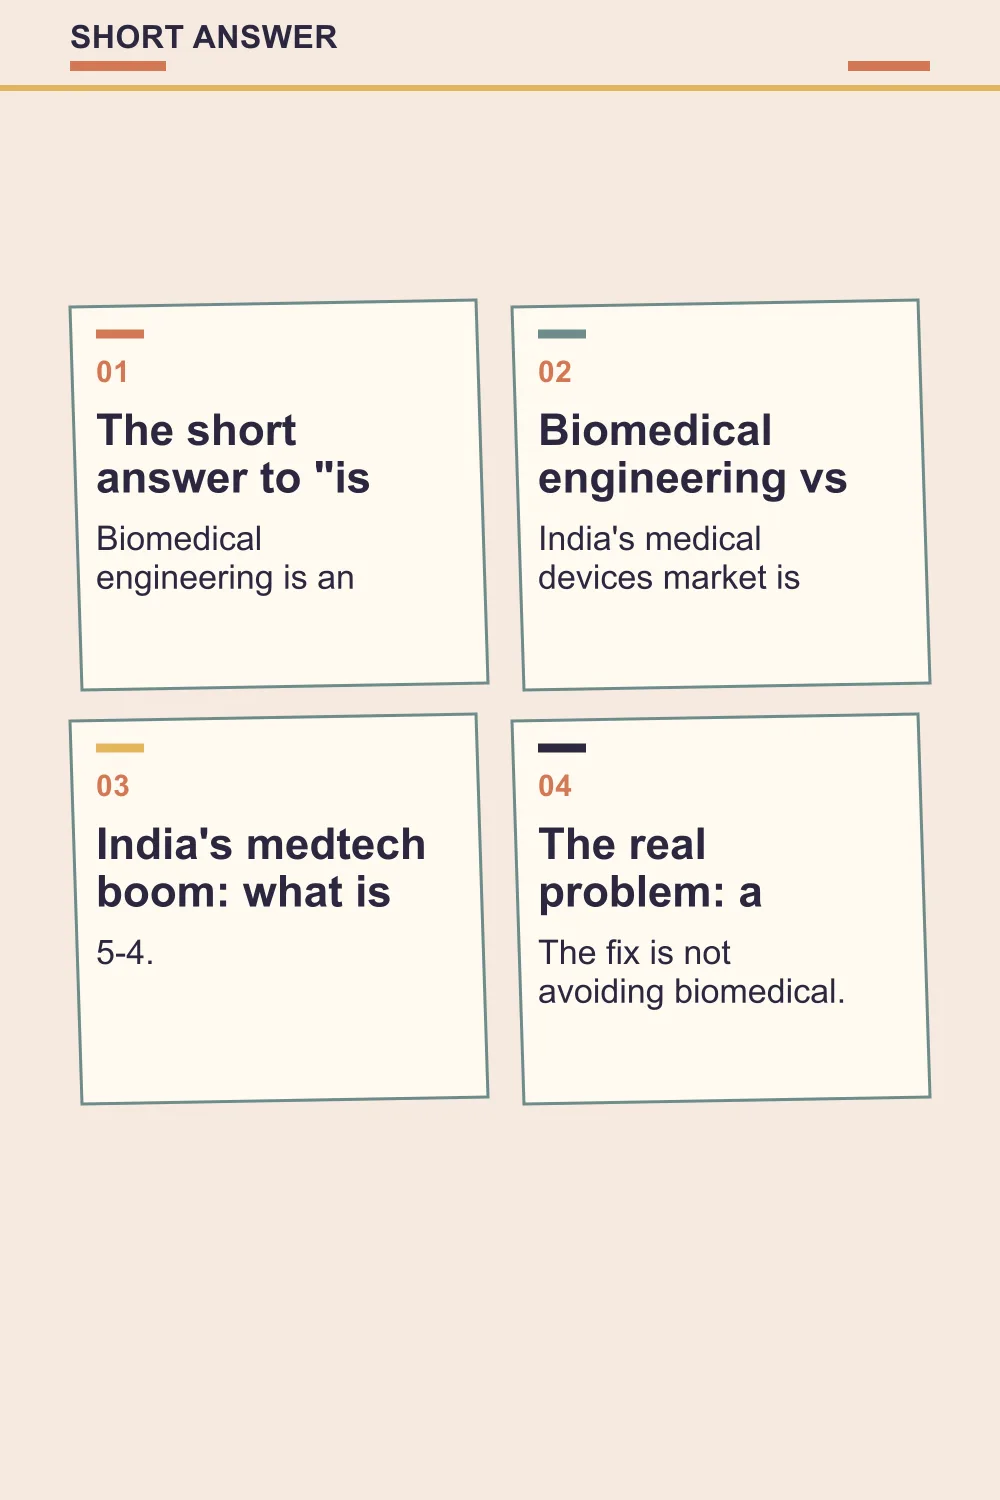 SHORT ANSWER
01
The short
answer to "is
Biomedical
engineering is an
02
Biomedical
engineering vs
India's medical
devices market is
03
India's medtech
boom: what is
5-4.
04
The real
problem: a
The fix is not
avoiding biomedical.